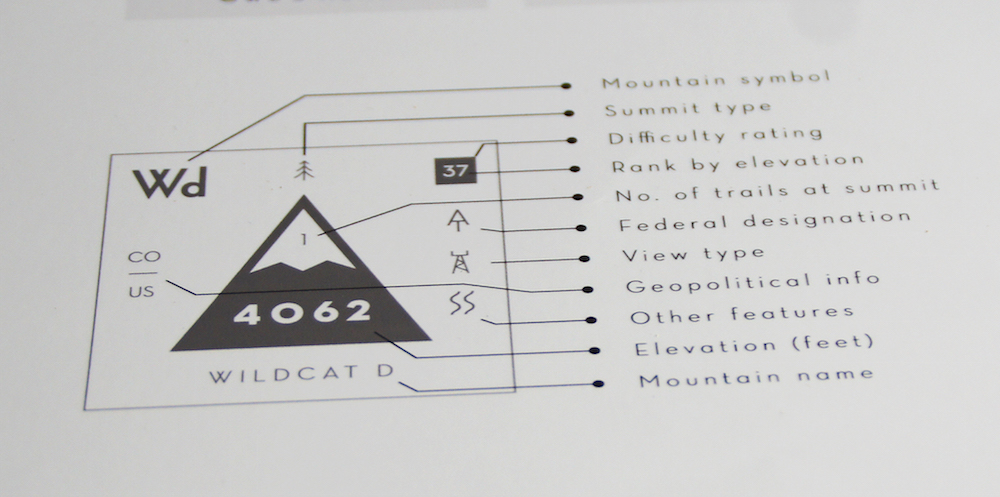 Mountain symbol
Summit type
Difficulty rating
Rank by elevation
No. of trails at summit
Federal designation
View type
Geopolitical info
Other features
Elevation (feet)
Mountain name
Wd
37
1
CO
US
4062
WILDCAT D